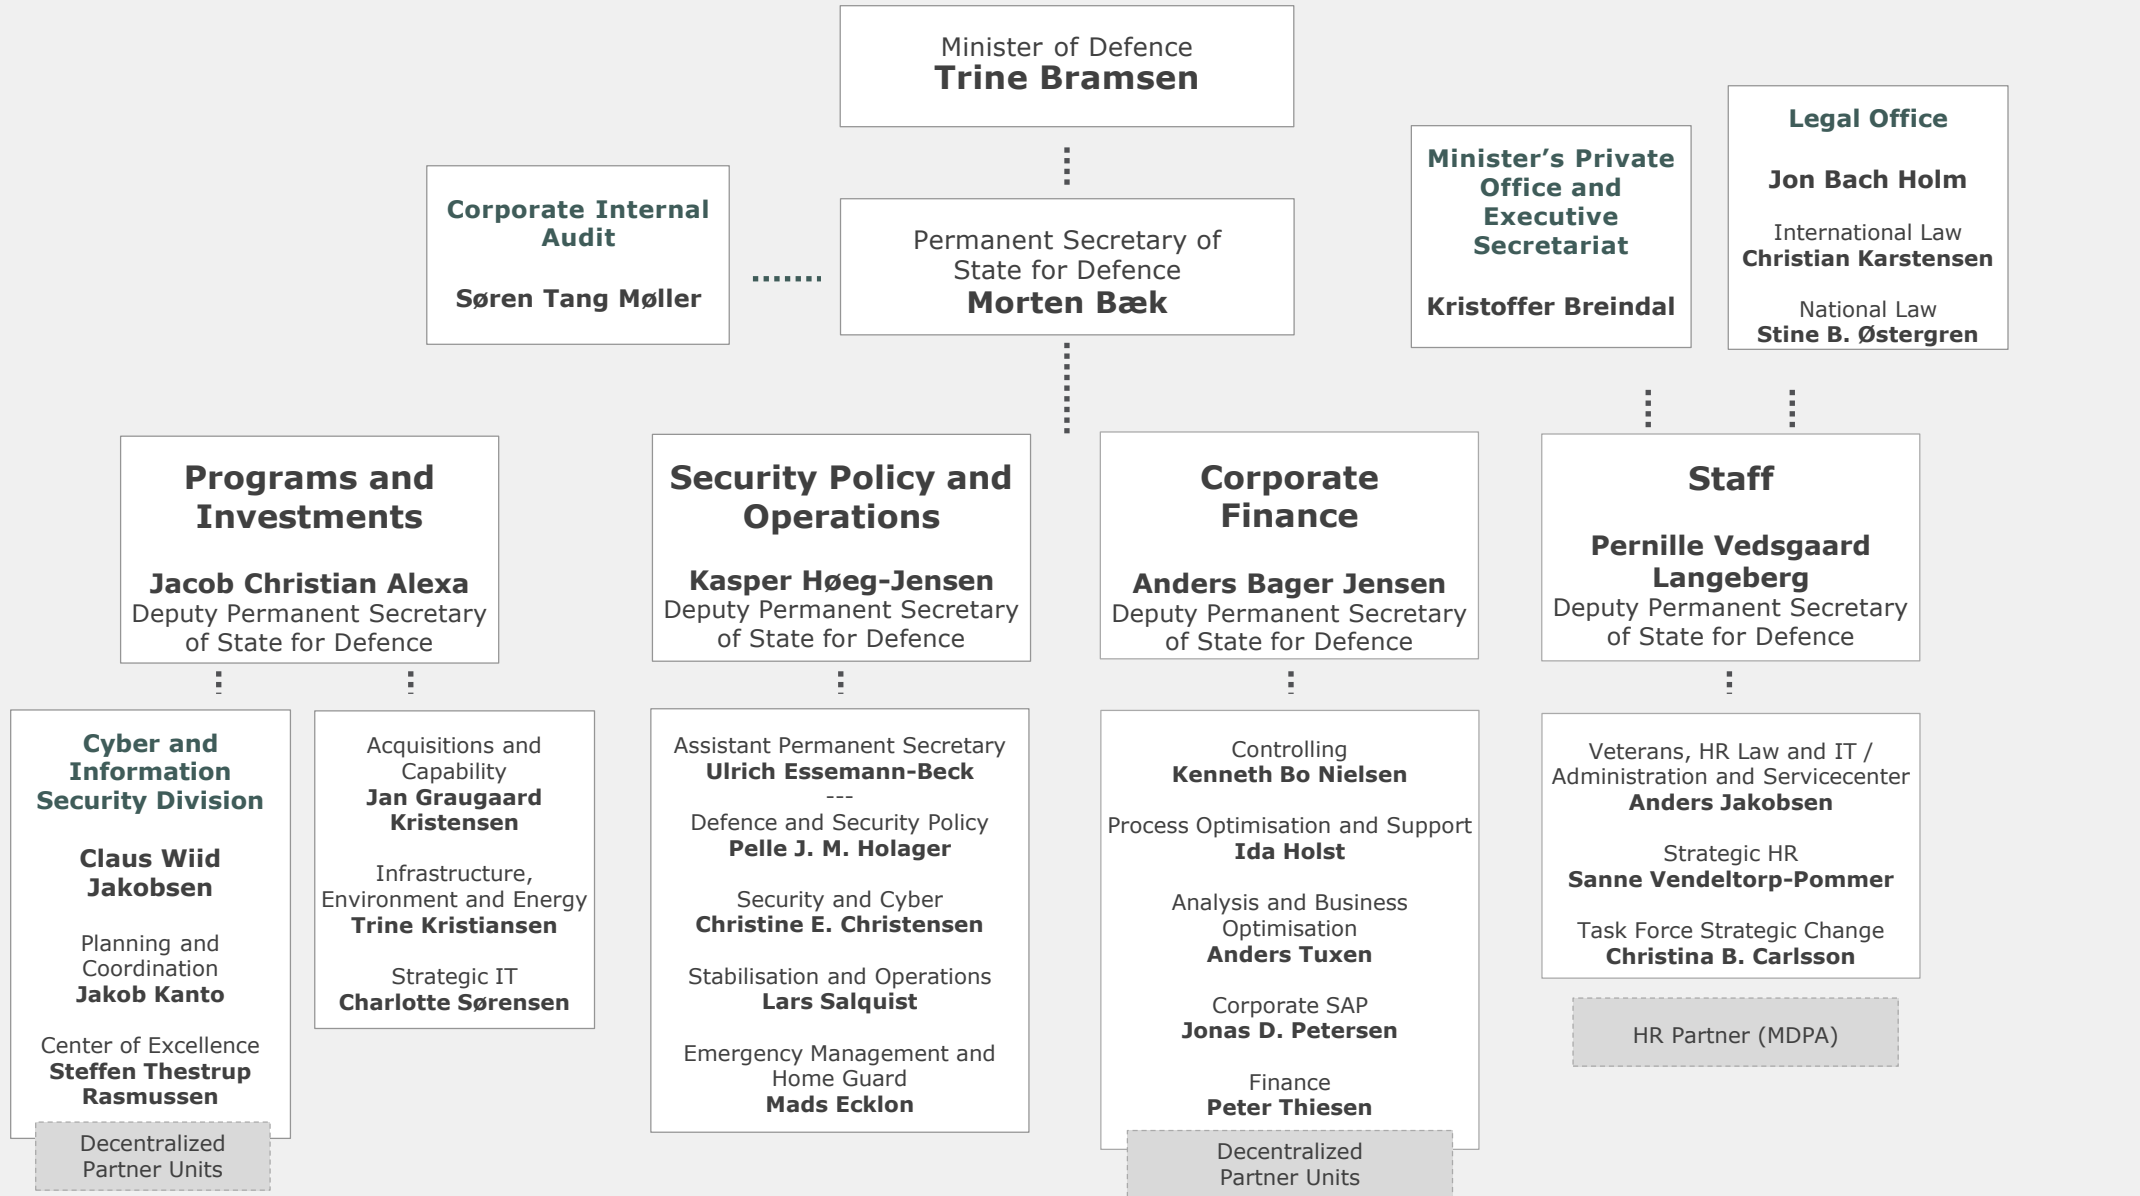 Minister of Defence
Trine Bramsen
Corporate Internal
Audit
Søren Tang Møller
Permanent Secretary of
State for Defence
Morten Bæk
Minister’s Private
Office and
Executive
Secretariat
Kristoffer Breindal
Legal Office
Jon Bach Holm
International Law
Christian Karstensen
National Law
Stine B. Østergren
Programs and
Investments
Jacob Christian Alexa
Deputy Permanent Secretary
of State for Defence
Security Policy and
Operations
Kasper Høeg-Jensen
Deputy Permanent Secretary
of State for Defence
Corporate
Finance
Anders Bager Jensen
Deputy Permanent Secretary
of State for Defence
Staff
Pernille Vedsgaard
Langeberg
Deputy Permanent Secretary
of State for Defence
Cyber and
Information
Security Division
Claus Wiid
Jakobsen
Planning and
Coordination
Jakob Kanto
Center of Excellence
Steffen Thestrup
Rasmussen
Decentralized
Partner Units
Acquisitions and
Capability
Jan Graugaard
Kristensen
Infrastructure,
Environment and Energy
Trine Kristiansen
Strategic IT
Charlotte Sørensen
Assistant Permanent Secretary
Ulrich Essemann-Beck
---
Defence and Security Policy
Pelle J. M. Holager
Security and Cyber
Christine E. Christensen
Stabilisation and Operations
Lars Salquist
Emergency Management and
Home Guard
Mads Ecklon
Controlling
Kenneth Bo Nielsen
Process Optimisation and Support
Ida Holst
Analysis and Business
Optimisation
Anders Tuxen
Corporate SAP
Jonas D. Petersen
Finance
Peter Thiesen
Decentralized
Partner Units
Veterans, HR Law and IT /
Administration and Servicecenter
Anders Jakobsen
Strategic HR
Sanne Vendeltorp-Pommer
Task Force Strategic Change
Christina B. Carlsson
HR Partner (MDPA)